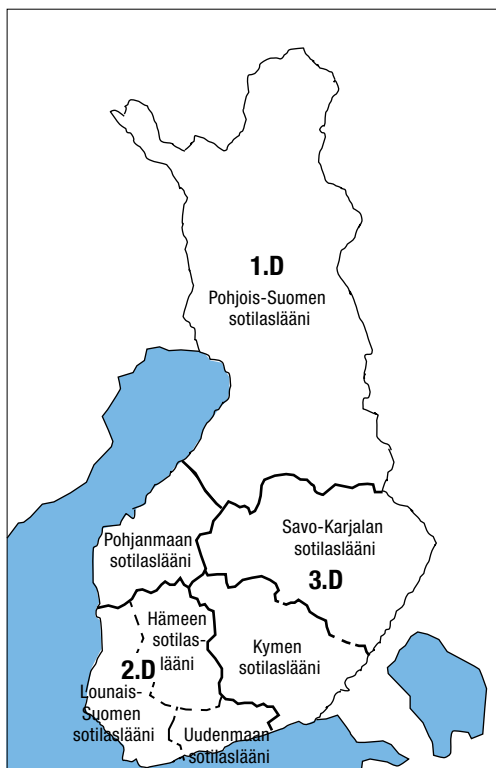 1.D
Pohjois-Suomen
sotilaslääni
Pohjanmaan
sotilaslääni
Savo-Karjalan
sotilaslääni
3.D
Hämeen
sotilas-
lääni
2.D
Kymen
sotilaslääni
Lounais-
Suomen
sotilaslääni
Uudenmaan
sotilaslääni